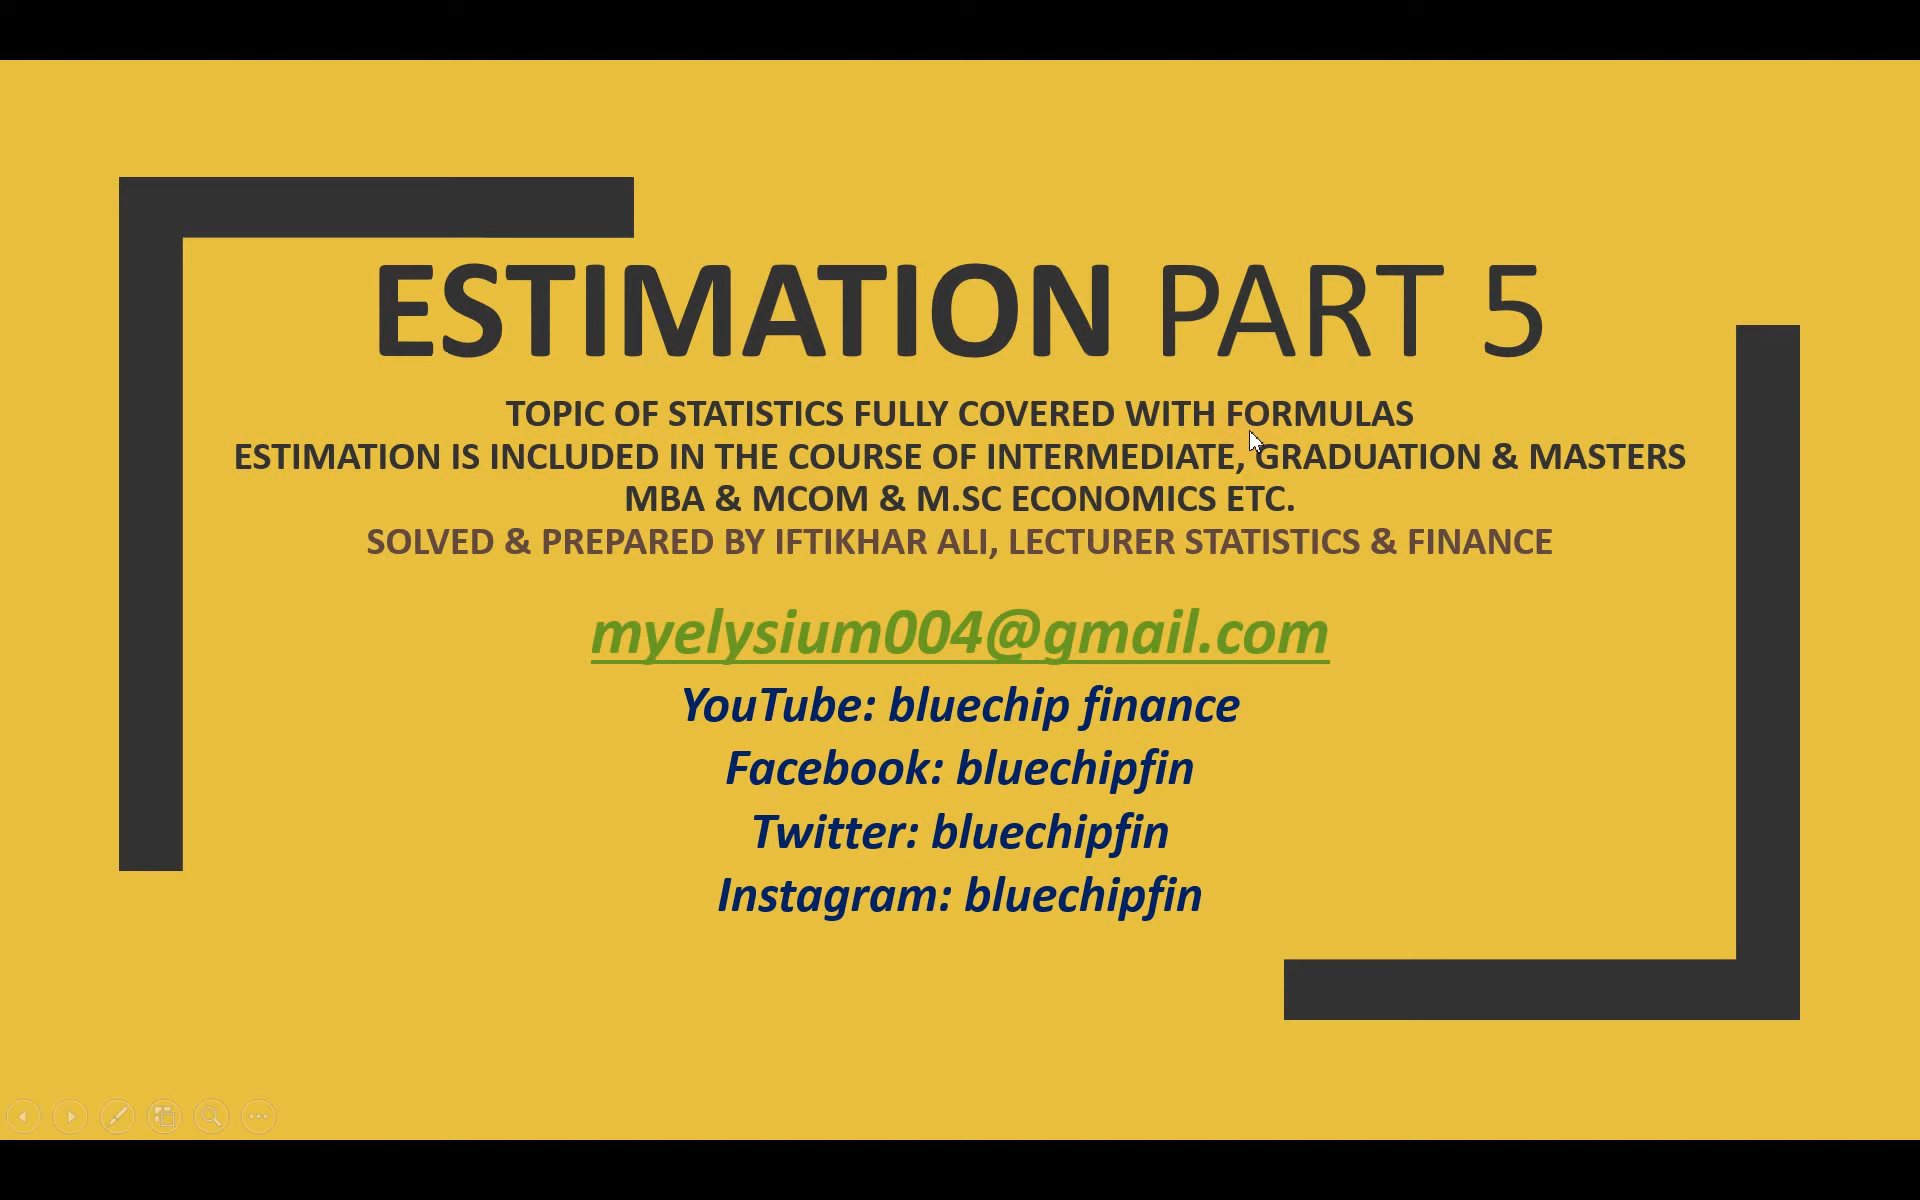 ESTIMATION PART 5
TOPIC OF STATISTICS FULLY COVERED WITH FORMULAS
ESTIMATION IS INCLUDED IN THE COURSE OF INTERMEDIATE, GRADUATION & MASTERS
MBA & MCOM & M.SC ECONOMICS ETC.
SOLVED & PREPARED BY IFTIKHAR ALI, LECTURER STATISTICS & FINANCE
myelysium004@gmail.com
YouTube: bluechip finance
Facebook: bluechipfin
Twitter: bluechipfin
Instagram: bluechipfin